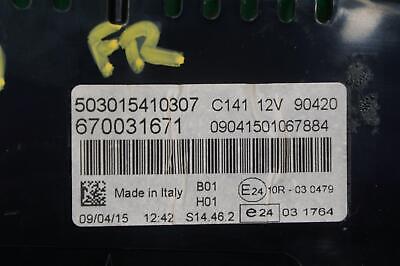 FR
503015410307 C141 12V 90420
670031671 09041501067884
Made in Italy B01 E24 10R - 03 0479
H01
09/04/15 12:42 S14.46.2 e24 03 1764